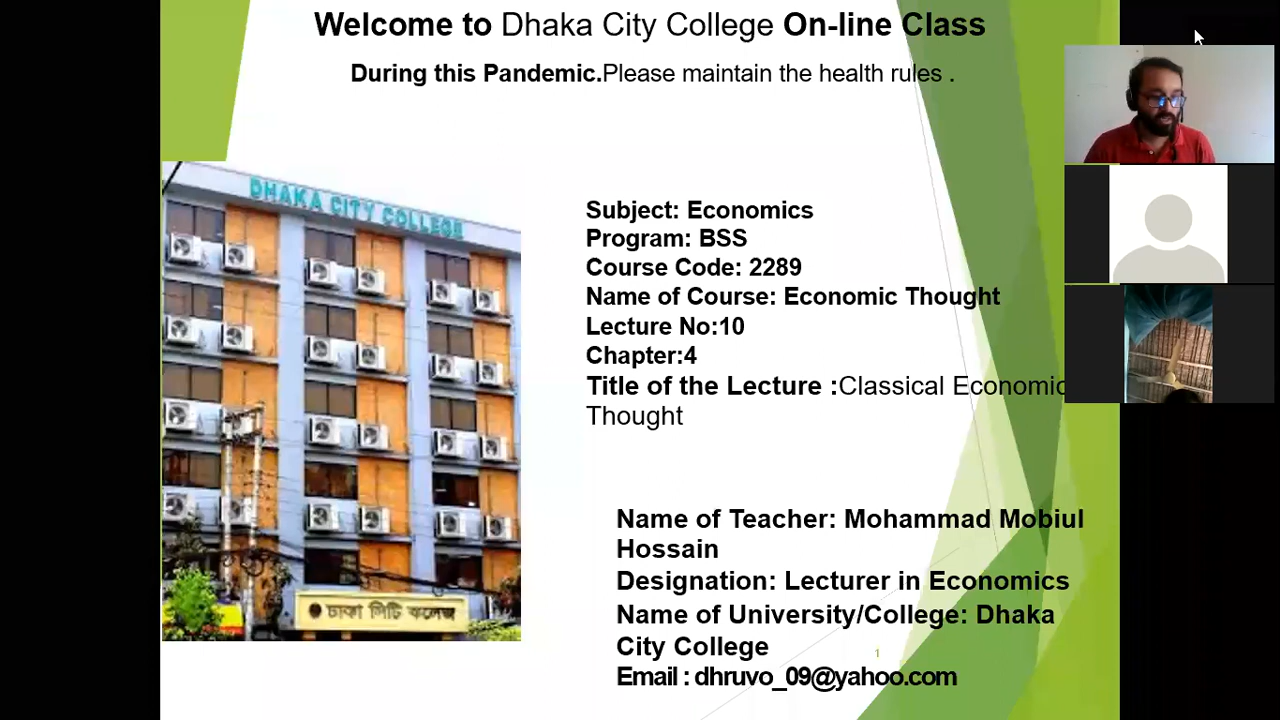 Welcome to Dhaka City College On-line Class
During this Pandemic.Please maintain the health rules .
DHAKA CITY COLLEGE
Subject: Economics
Program: BSS
Course Code: 2289
Name of Course: Economic Thought
Lecture No:10
Chapter:4
Title of the Lecture :Classical Economic
Thought
ঢাকা সিটি কলেজ
Name of Teacher: Mohammad Mobiul
Hossain
Designation: Lecturer in Economics
Name of University/College: Dhaka
City College
1
Email : dhruvo_09@yahoo.com